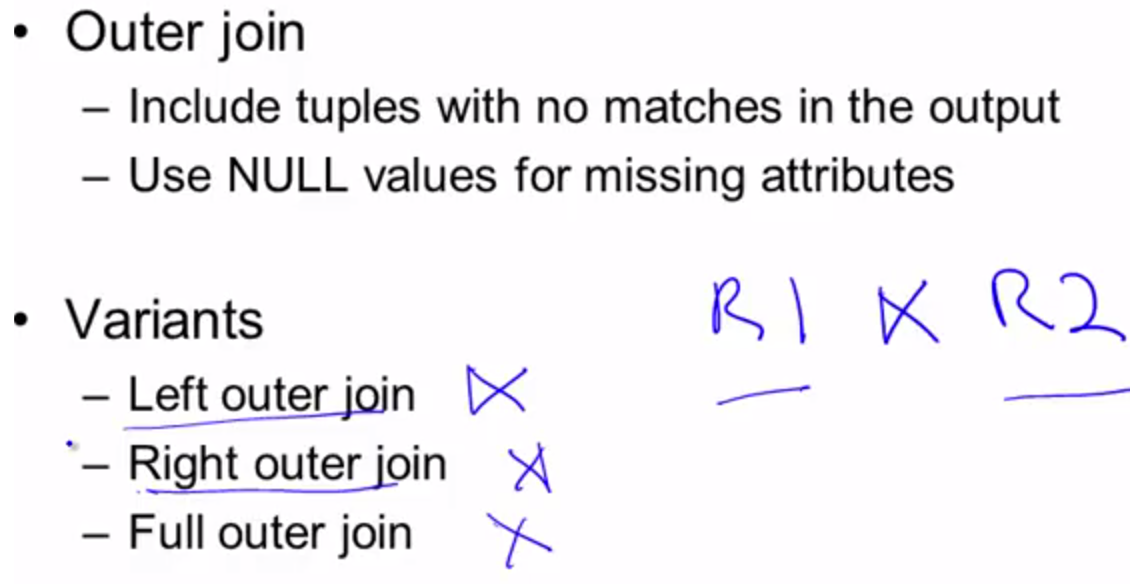 • Outer join
– Include tuples with no matches in the output
– Use NULL values for missing attributes
• Variants
R1 ⋉ R2
– Left outer join ⋉
– Right outer join ⋊
– Full outer join X